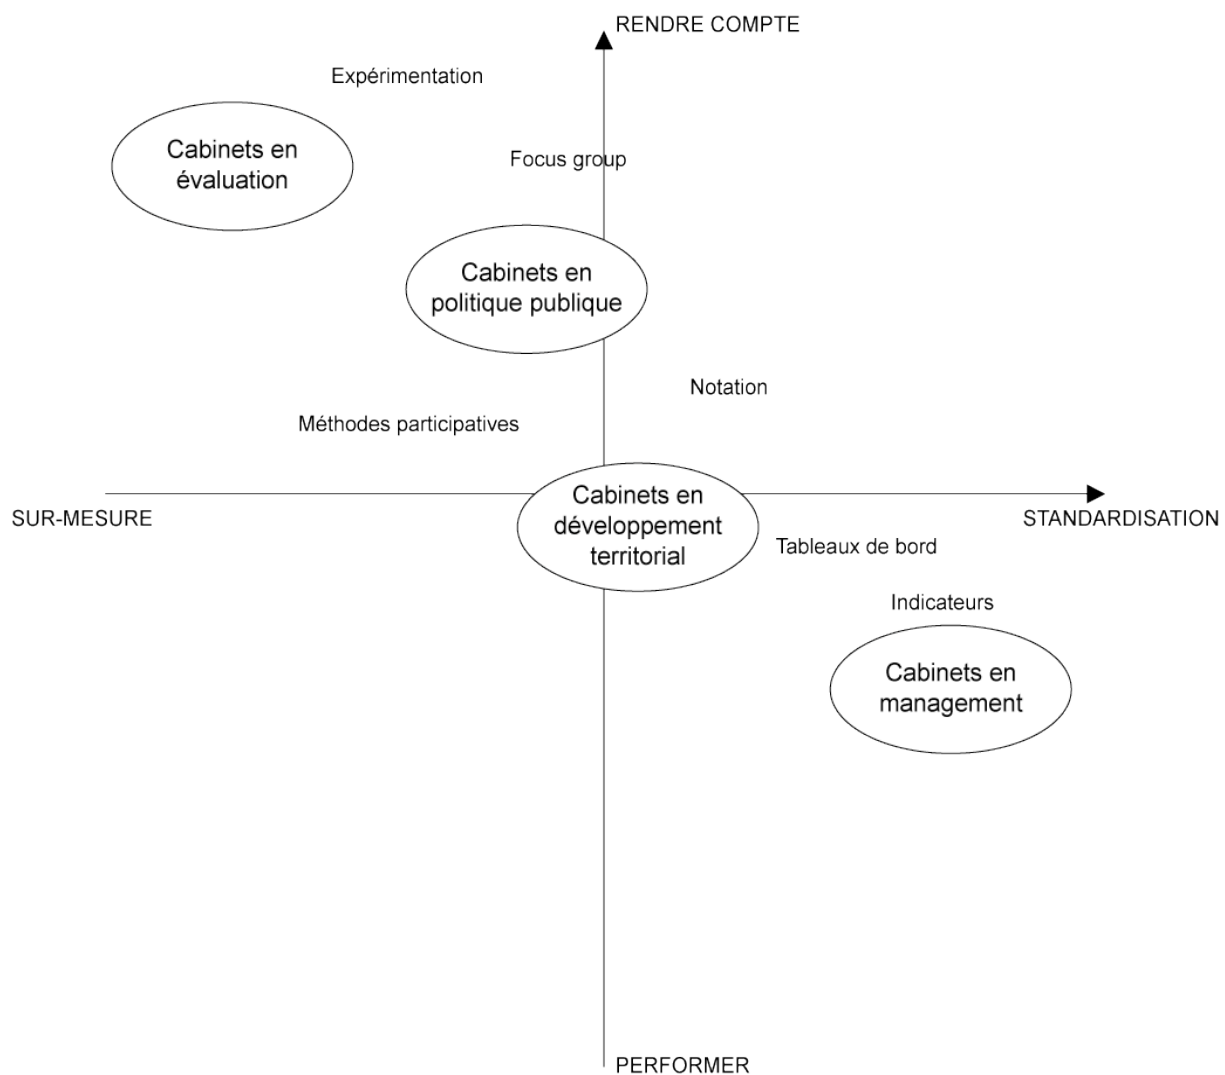 RENDRE COMPTE
Expérimentation
Cabinets en
évaluation
Focus group
Cabinets en
politique publique
Notation
Méthodes participatives
SUR-MESURE
Cabinets en
développement
territorial
STANDARDISATION
Tableaux de bord
Indicateurs
Cabinets en
management
PERFORMER